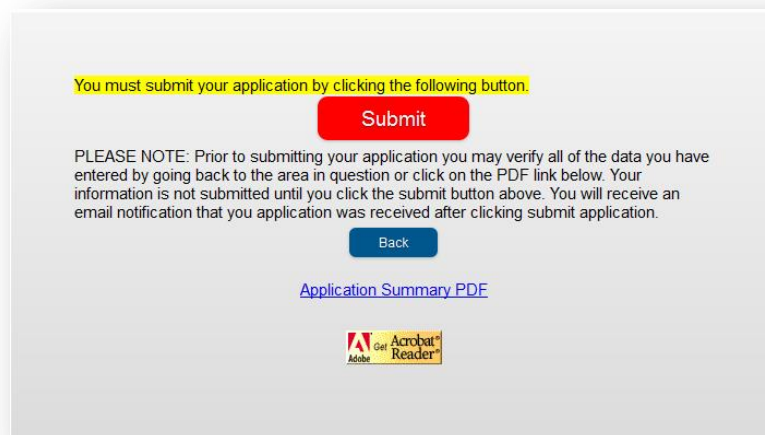 You must submit your application by clicking the following button.
Submit
PLEASE NOTE: Prior to submitting your application you may verify all of the data you have
entered by going back to the area in question or click on the PDF link below. Your
information is not submitted until you click the submit button above. You will receive an
email notification that you application was received after clicking submit application.
Back
Application Summary PDF
Adobe Get Acrobat®
Reader®